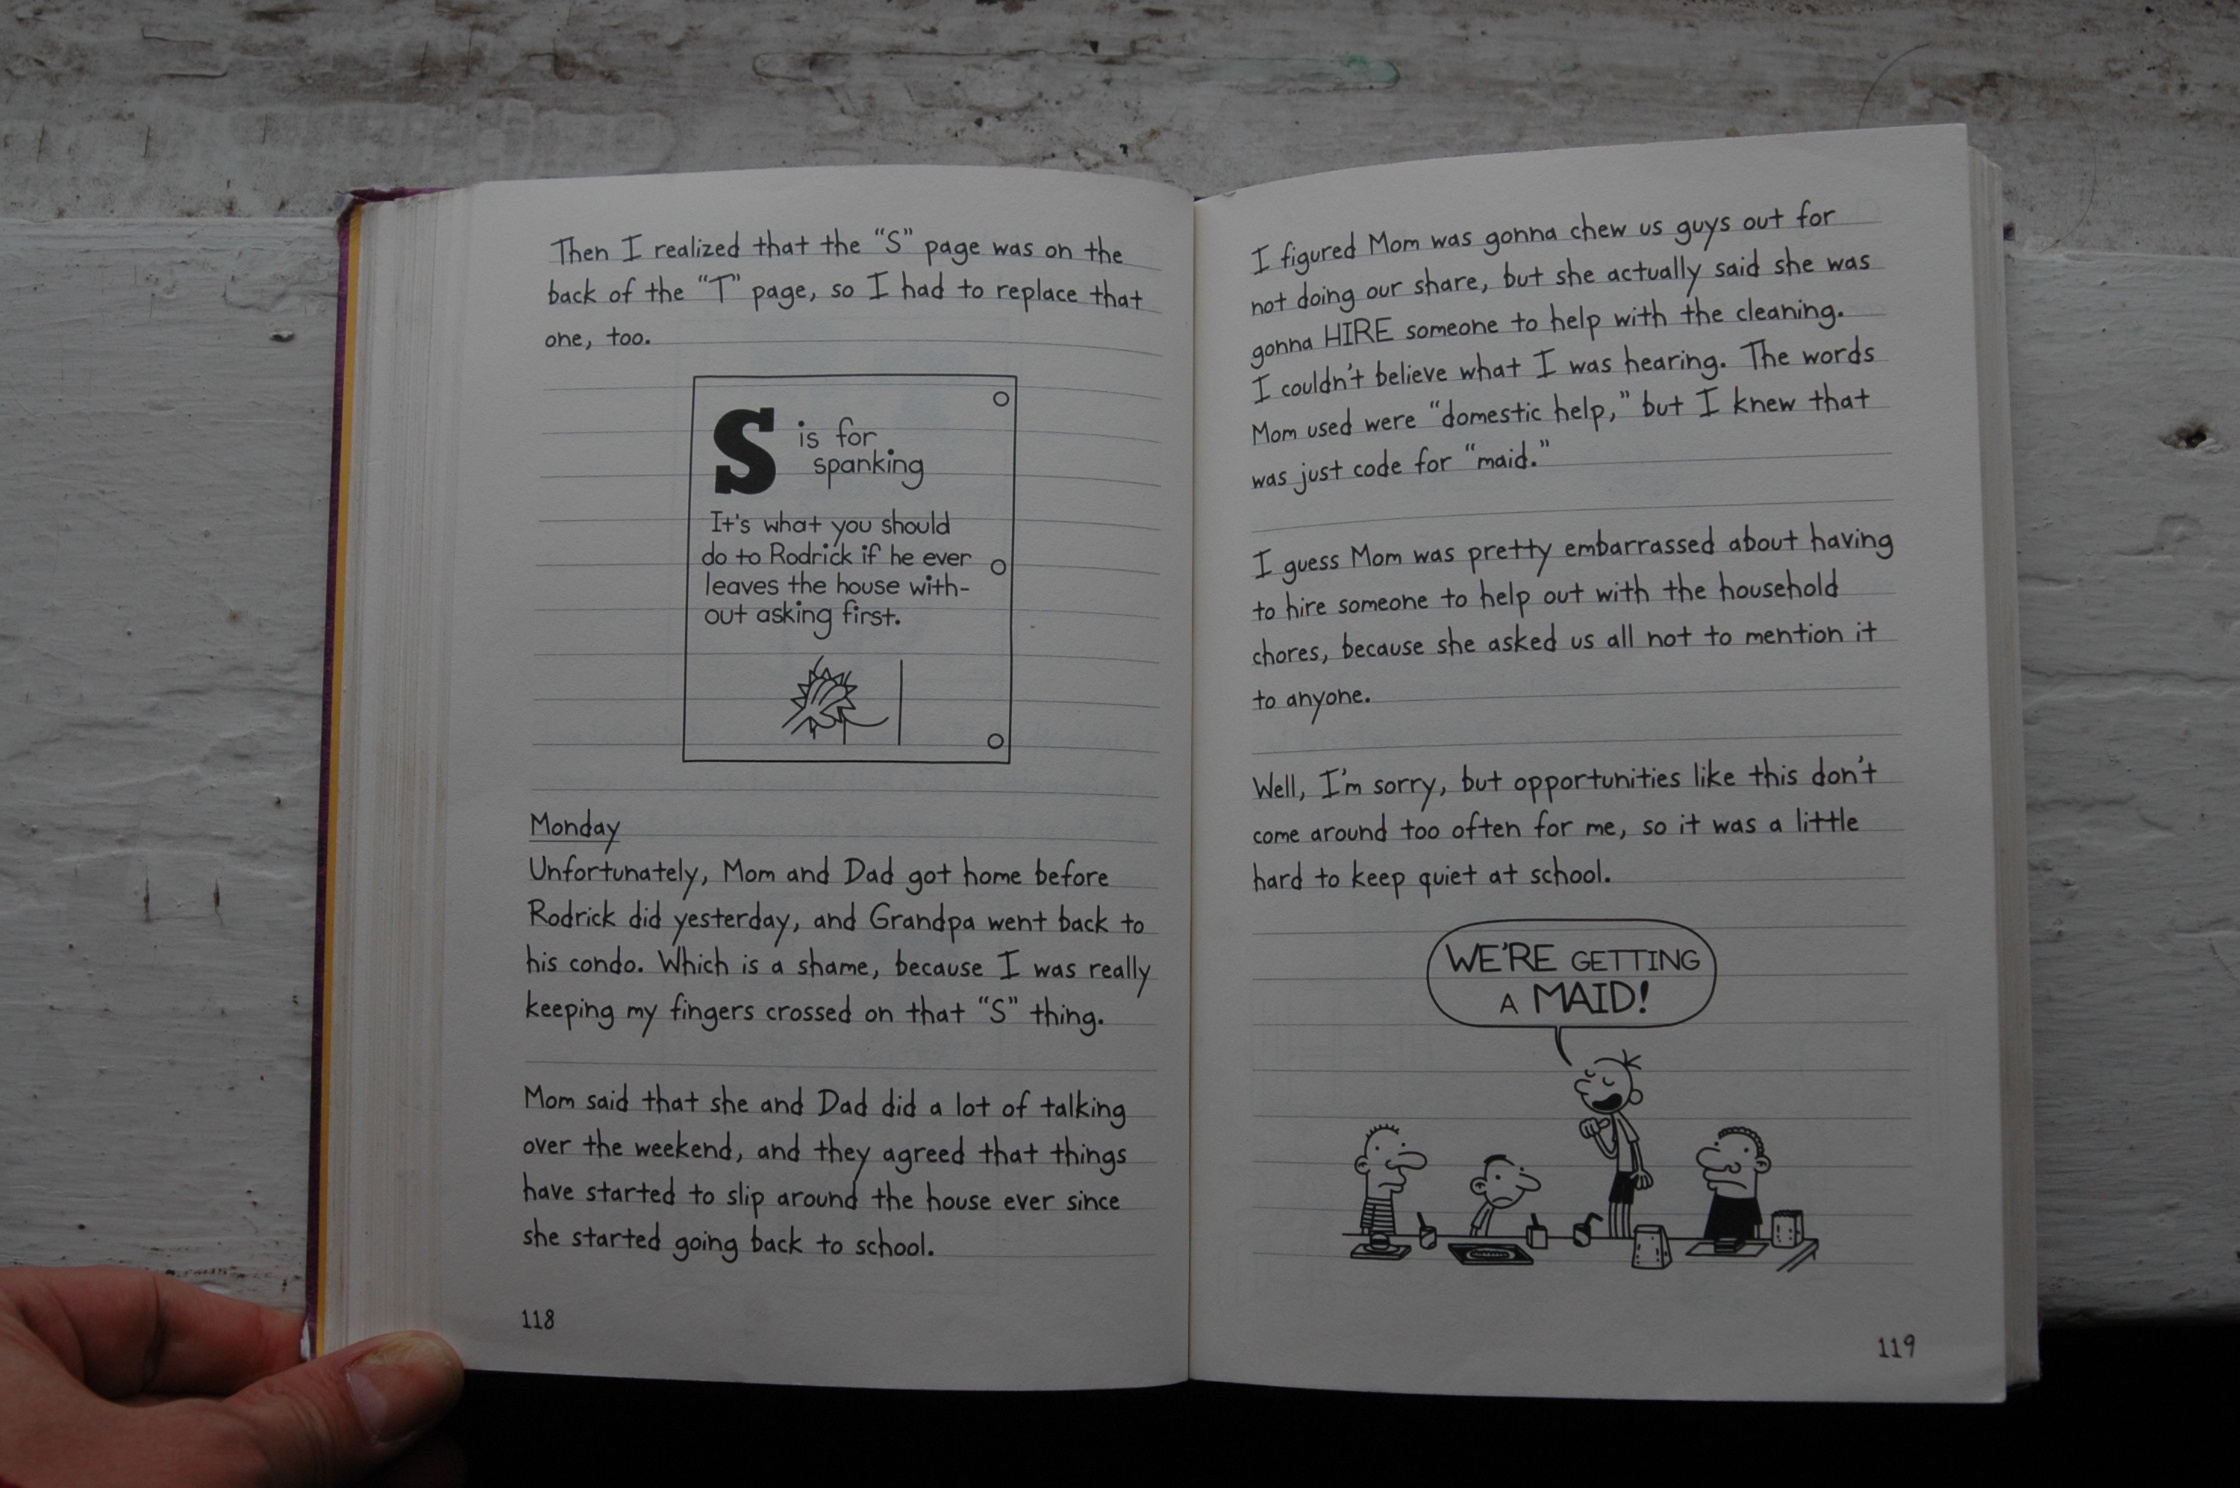 Then I realized that the “S” page was on the
back of the “T” page, so I had to replace that
one, too.
S is for
spanking
It's what you should
do to Rodrick if he ever
leaves the house with-
out asking first.
Monday
Unfortunately, Mom and Dad got home before
Rodrick did yesterday, and Grandpa went back to
his condo. Which is a shame, because I was really
keeping my fingers crossed on that “S” thing.
Mom said that she and Dad did a lot of talking
over the weekend, and they agreed that things
have started to slip around the house ever since
she started going back to school.
118
I figured Mom was gonna chew us guys out for
not doing our share, but she actually said she was
gonna HIRE someone to help with the cleaning.
I couldn't believe what I was hearing. The words
Mom used were “domestic help,” but I knew that
was just code for “maid.”
I guess Mom was pretty embarrassed about having
to hire someone to help out with the household
chores, because she asked us all not to mention it
to anyone.
Well, I'm sorry, but opportunities like this don't
come around too often for me, so it was a little
hard to keep quiet at school.
WE'RE GETTING
A MAID!
119